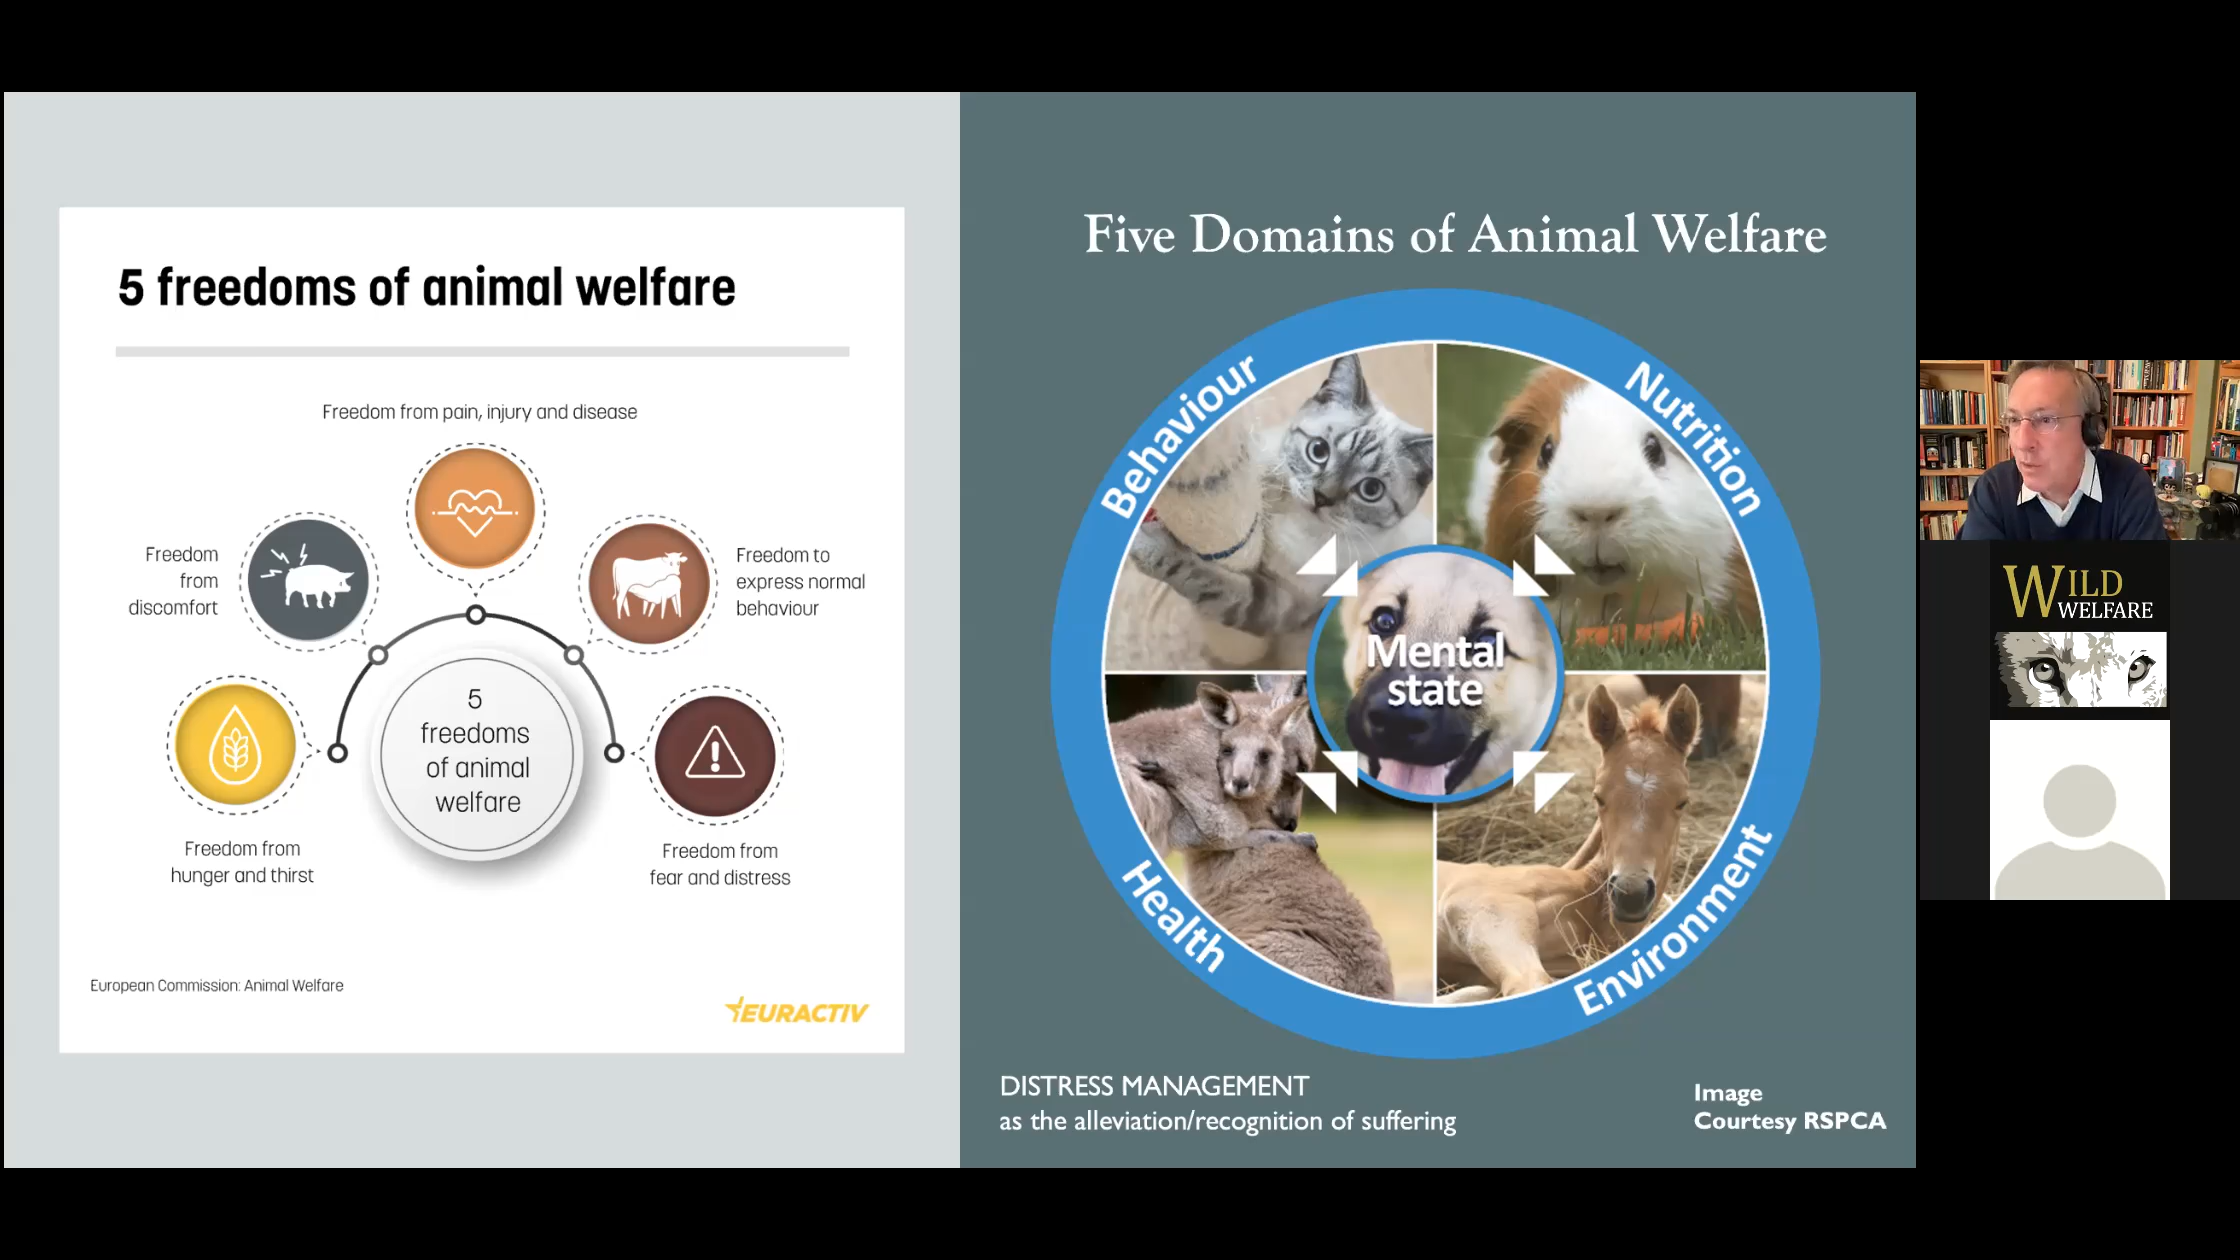 5 freedoms of animal welfare
Freedom from pain, injury and disease
Freedom
from
discomfort
Freedom to
express normal
behaviour
5
freedoms
of animal
welfare
Freedom from
hunger and thirst
Freedom from
fear and distress
European Commission: Animal Welfare
EURACTIV
Five Domains of Animal Welfare
Behaviour
Nutrition
Mental
state
Health
Environment
DISTRESS MANAGEMENT
as the alleviation/recognition of suffering
Image
Courtesy RSPCA
WILD
WELFARE